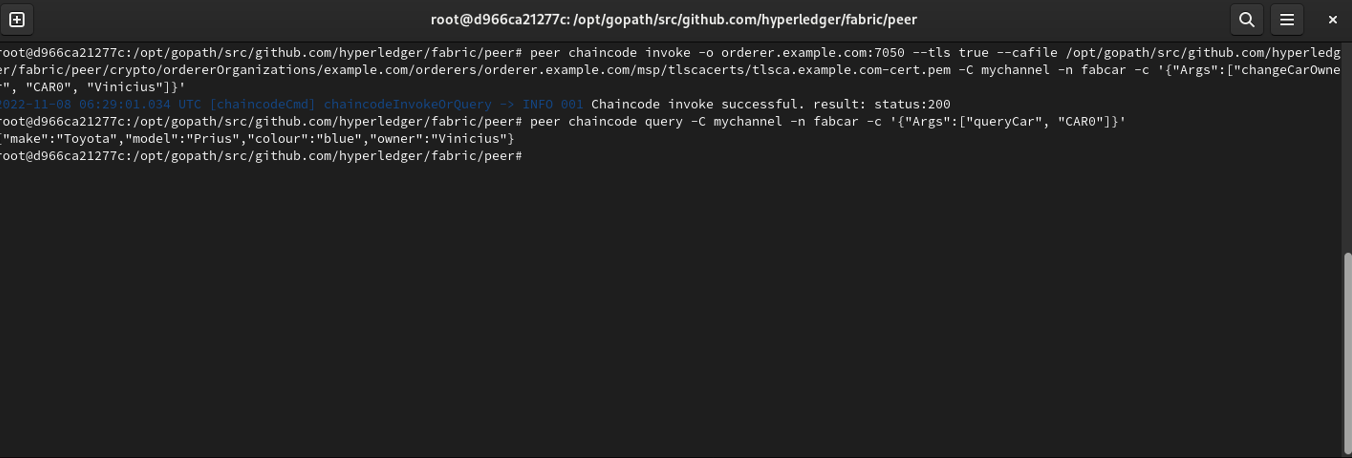 root@d966ca21277c: /opt/gopath/src/github.com/hyperledger/fabric/peer
root@d966ca21277c:/opt/gopath/src/github.com/hyperledger/fabric/peer# peer chaincode invoke -o orderer.example.com:7050 --tls true --cafile /opt/gopath/src/github.com/hyperledg
er/fabric/peer/crypto/ordererOrganizations/example.com/orderers/orderer.example.com/msp/tlscacerts/tlsca.example.com-cert.pem -C mychannel -n fabcar -c '{"Args":["changeCarOwne
r", "CAR0", "Vinicius"]}'
2022-11-08 06:29:01.034 UTC [chaincodeCmd] chaincodeInvokeOrQuery -> INFO 001 Chaincode invoke successful. result: status:200
root@d966ca21277c:/opt/gopath/src/github.com/hyperledger/fabric/peer# peer chaincode query -C mychannel -n fabcar -c '{"Args":["queryCar", "CAR0"]}'
{"make":"Toyota","model":"Prius","colour":"blue","owner":"Vinicius"}
root@d966ca21277c:/opt/gopath/src/github.com/hyperledger/fabric/peer#